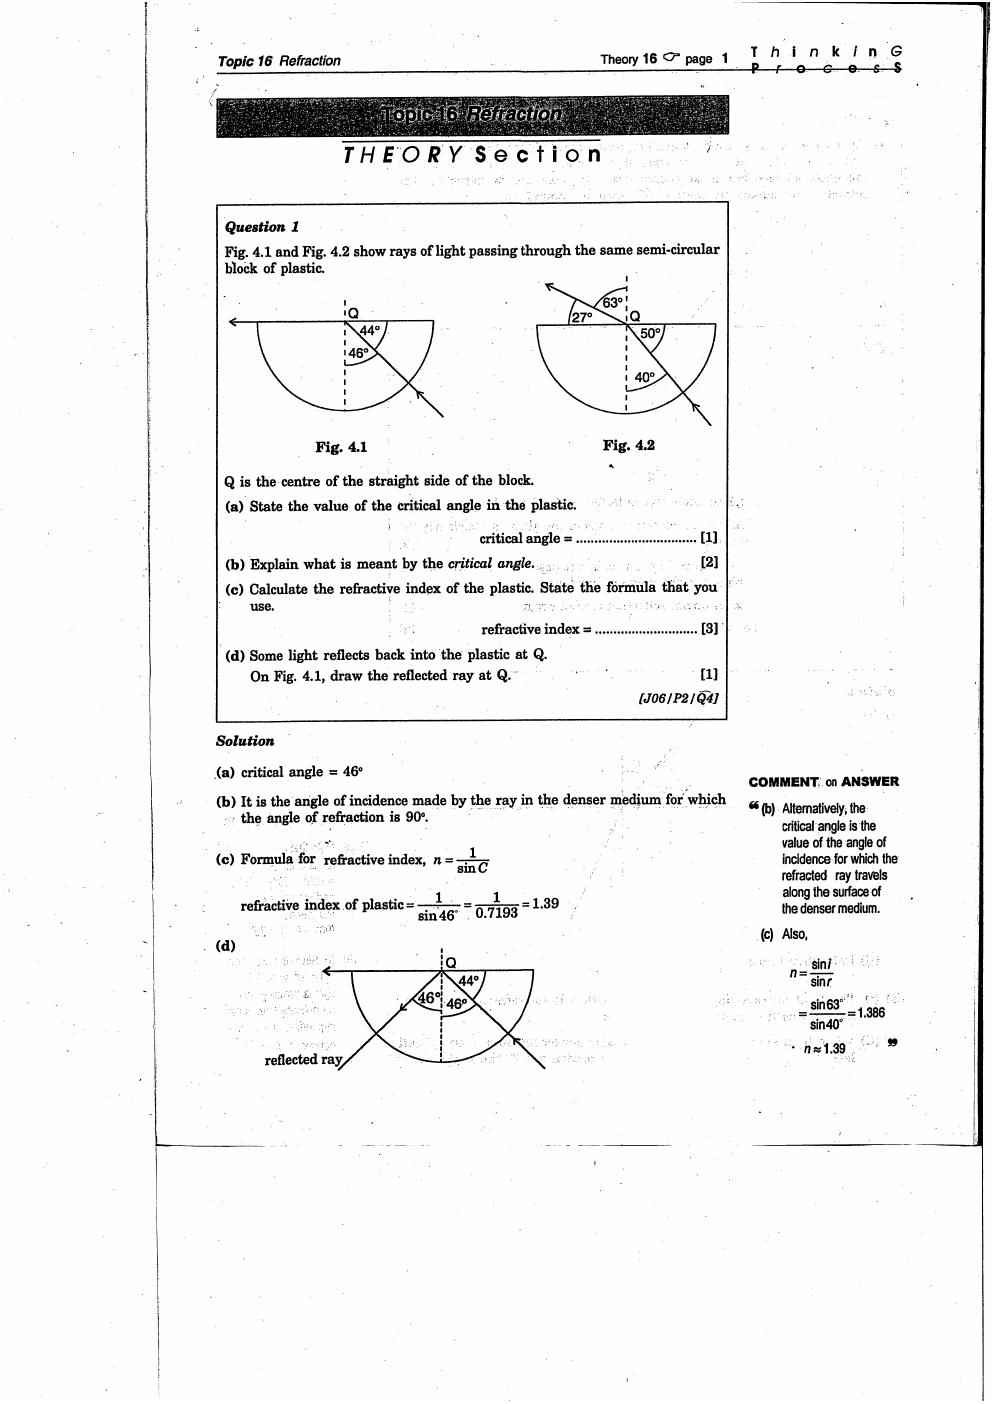 Topic 16 Refraction
Theory 16 ☞ page 1
T h i n k i n G
P r o c e s S
Topic 16 Refraction
THEORY Section
Question 1
Fig. 4.1 and Fig. 4.2 show rays of light passing through the same semi-circular
block of plastic.
Q
44°
46°
63°
27°
Q
50°
40°
Fig. 4.1
Fig. 4.2
Q is the centre of the straight side of the block.
(a) State the value of the critical angle in the plastic.
critical angle = ................................. [1]
(b) Explain what is meant by the critical angle. [2]
(c) Calculate the refractive index of the plastic. State the formula that you
use.
refractive index = ............................ [3]
(d) Some light reflects back into the plastic at Q.
On Fig. 4.1, draw the reflected ray at Q. [1]
[J06/P2/Q4]
Solution
(a) critical angle = 46°
(b) It is the angle of incidence made by the ray in the denser medium for which
the angle of refraction is 90°.
(c) Formula for refractive index, n = 1 / sin C
refractive index of plastic = 1 / sin 46° = 1 / 0.7193 = 1.39
(d)
Q
44°
46° 46°
reflected ray
COMMENT on ANSWER
“ (b) Alternatively, the
critical angle is the
value of the angle of
incidence for which the
refracted ray travels
along the surface of
the denser medium.
(c) Also,
n = sin i / sin r
= sin 63° / sin 40° = 1.386
n ≈ 1.39 ”